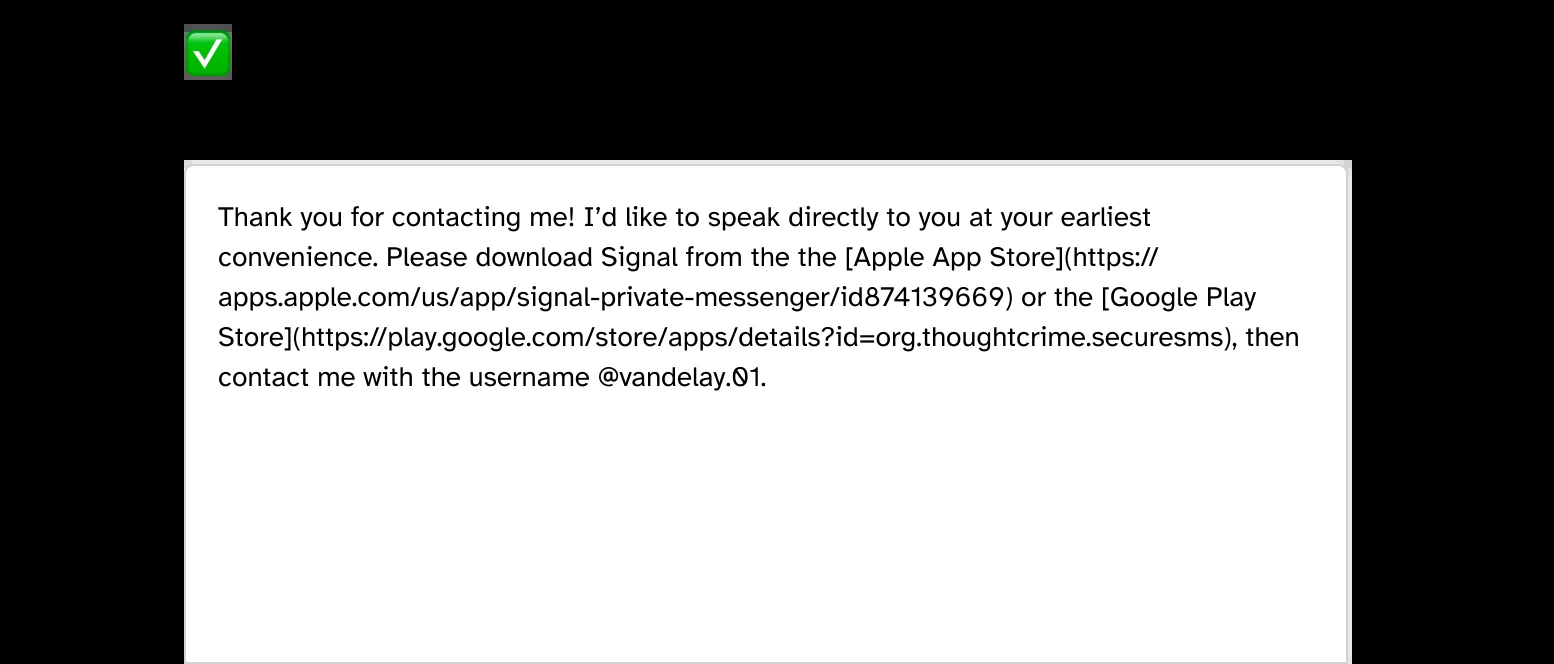 Thank you for contacting me! I’d like to speak directly to you at your earliest
convenience. Please download Signal from the the [Apple App Store](https://
apps.apple.com/us/app/signal-private-messenger/id874139669) or the [Google Play
Store](https://play.google.com/store/apps/details?id=org.thoughtcrime.securesms), then
contact me with the username @vandelay.01.